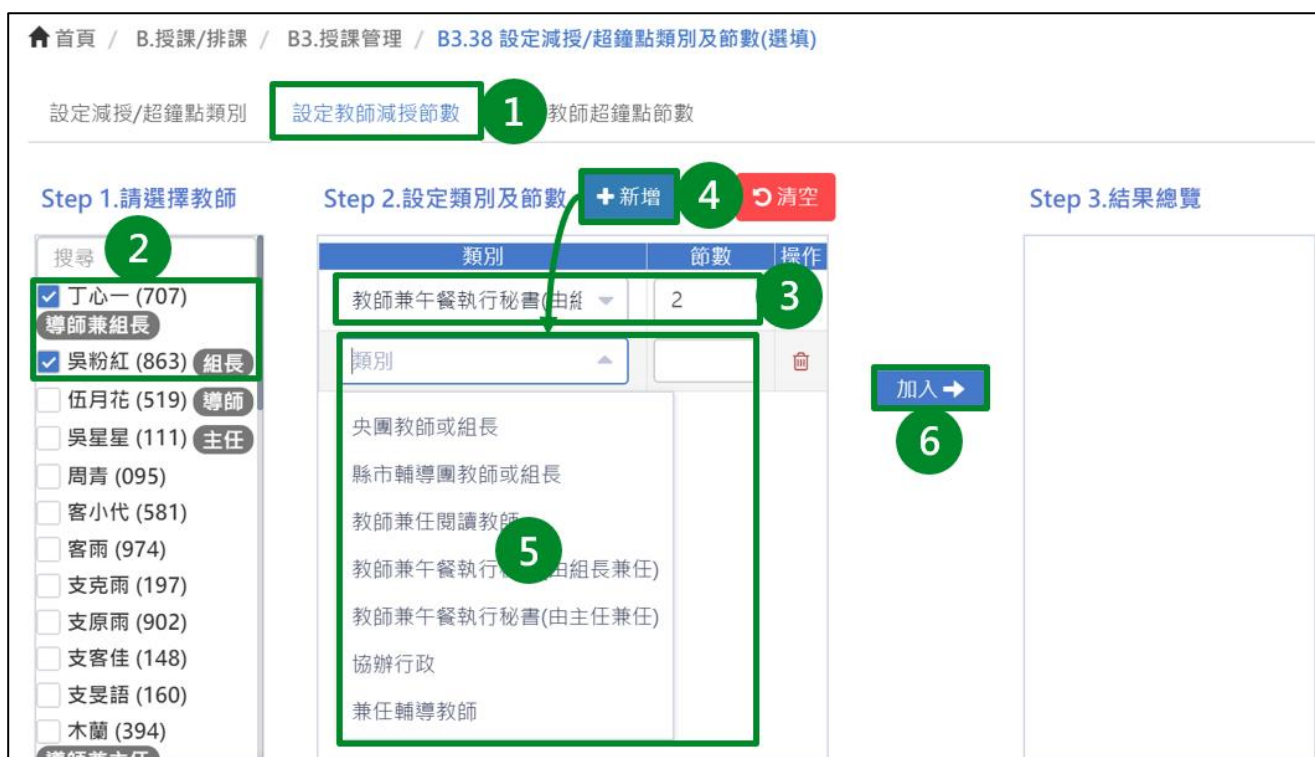 首頁 / B.授課/排課 / B3.授課管理 / B3.38 設定減授/超鐘點類別及節數(選填)
設定減授/超鐘點類別 設定教師減授節數 1 教師超鐘點節數
Step 1.請選擇教師 Step 2.設定類別及節數 +新增 4 清空 Step 3.結果總覽
搜尋 2 類別 節數 操作
丁心一 (707) 教師兼午餐執行秘書(由組 2 3
導師兼組長
吳粉紅 (863) 組長 類別
伍月花 (519) 導師 加入
吳星星 (111) 主任 央團教師或組長 6
周青 (095) 縣市輔導團教師或組長
客小代 (581) 教師兼任閱讀教師
客雨 (974) 5
支克雨 (197) 教師兼午餐執行 由組長兼任)
支原雨 (902) 教師兼午餐執行秘書(由主任兼任)
支客佳 (148) 協辦行政
支旻語 (160) 兼任輔導教師
木蘭 (394)
導師兼主任